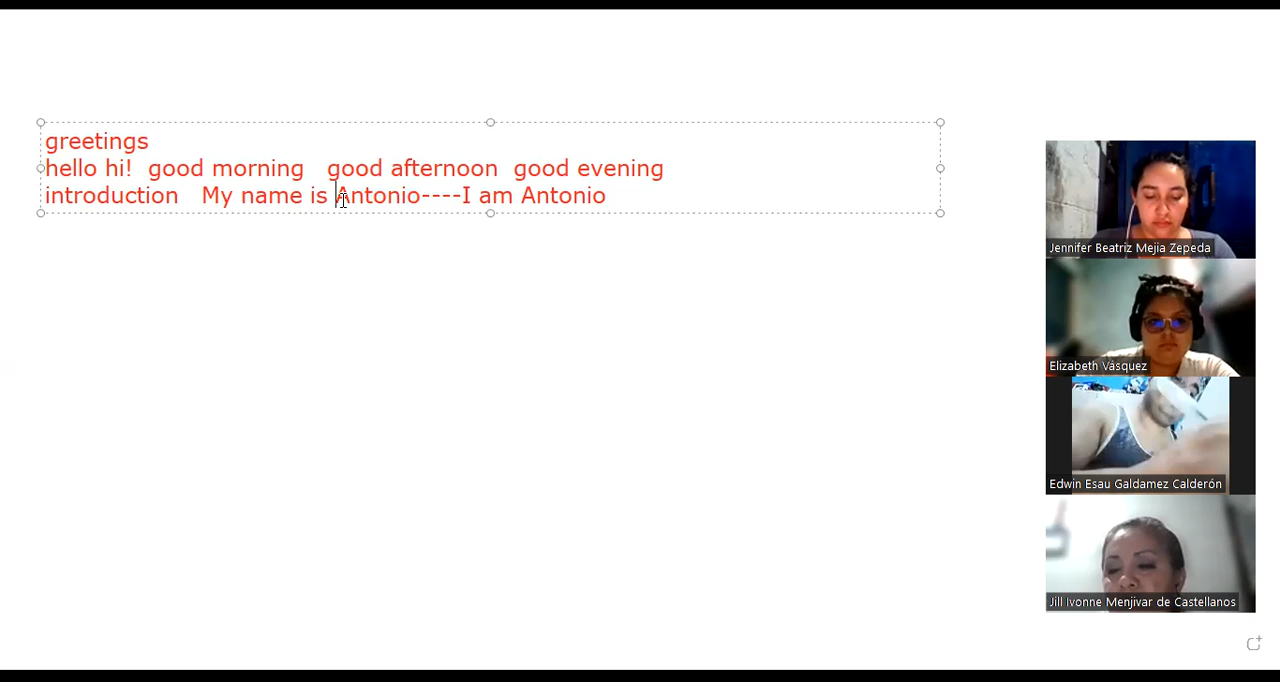 greetings
hello hi!  good morning   good afternoon  good evening
introduction   My name is Antonio----I am Antonio
Jennifer Beatriz Mejia Zepeda
Elizabeth Vásquez
Edwin Esau Galdamez Calderón
Jill Ivonne Menjivar de Castellanos